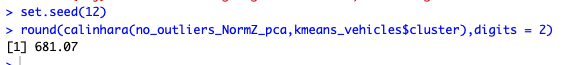 > set.seed(12)
> round(calinhara(no_outliers_NormZ_pca,kmeans_vehicles$cluster),digits = 2)
[1] 681.07
>